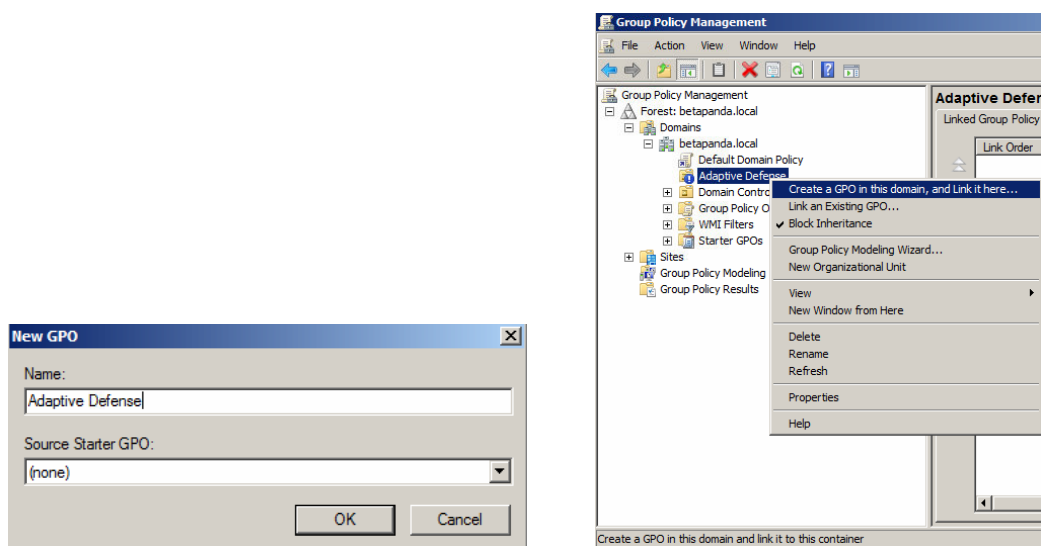 New GPO
Name:
Adaptive Defense
Source Starter GPO:
(none)
OK
Cancel
Group Policy Management
File Action View Window Help
Group Policy Management
Forest: betapanda.local
Domains
betapanda.local
Default Domain Policy
Adaptive Defense
Domain Contro
Group Policy O
WMI Filters
Starter GPOs
Sites
Group Policy Modeling
Group Policy Results
Adaptive Defer
Linked Group Policy
Link Order
Create a GPO in this domain, and Link it here...
Link an Existing GPO...
Block Inheritance
Group Policy Modeling Wizard...
New Organizational Unit
View
New Window from Here
Delete
Rename
Refresh
Properties
Help
Create a GPO in this domain and link it to this container